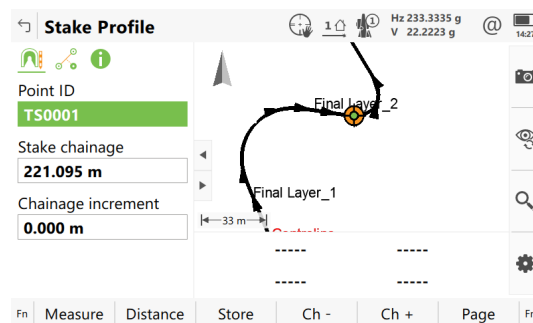 Stake Profile
1
1
Hz 233.3335 g
V 22.2223 g
@
14:27
Point ID
TS0001
Stake chainage
221.095 m
Chainage increment
0.000 m
Final Layer_2
Final Layer_1
33 m
-----
-----
-----
-----
Fn Measure Distance Store Ch - Ch + Page